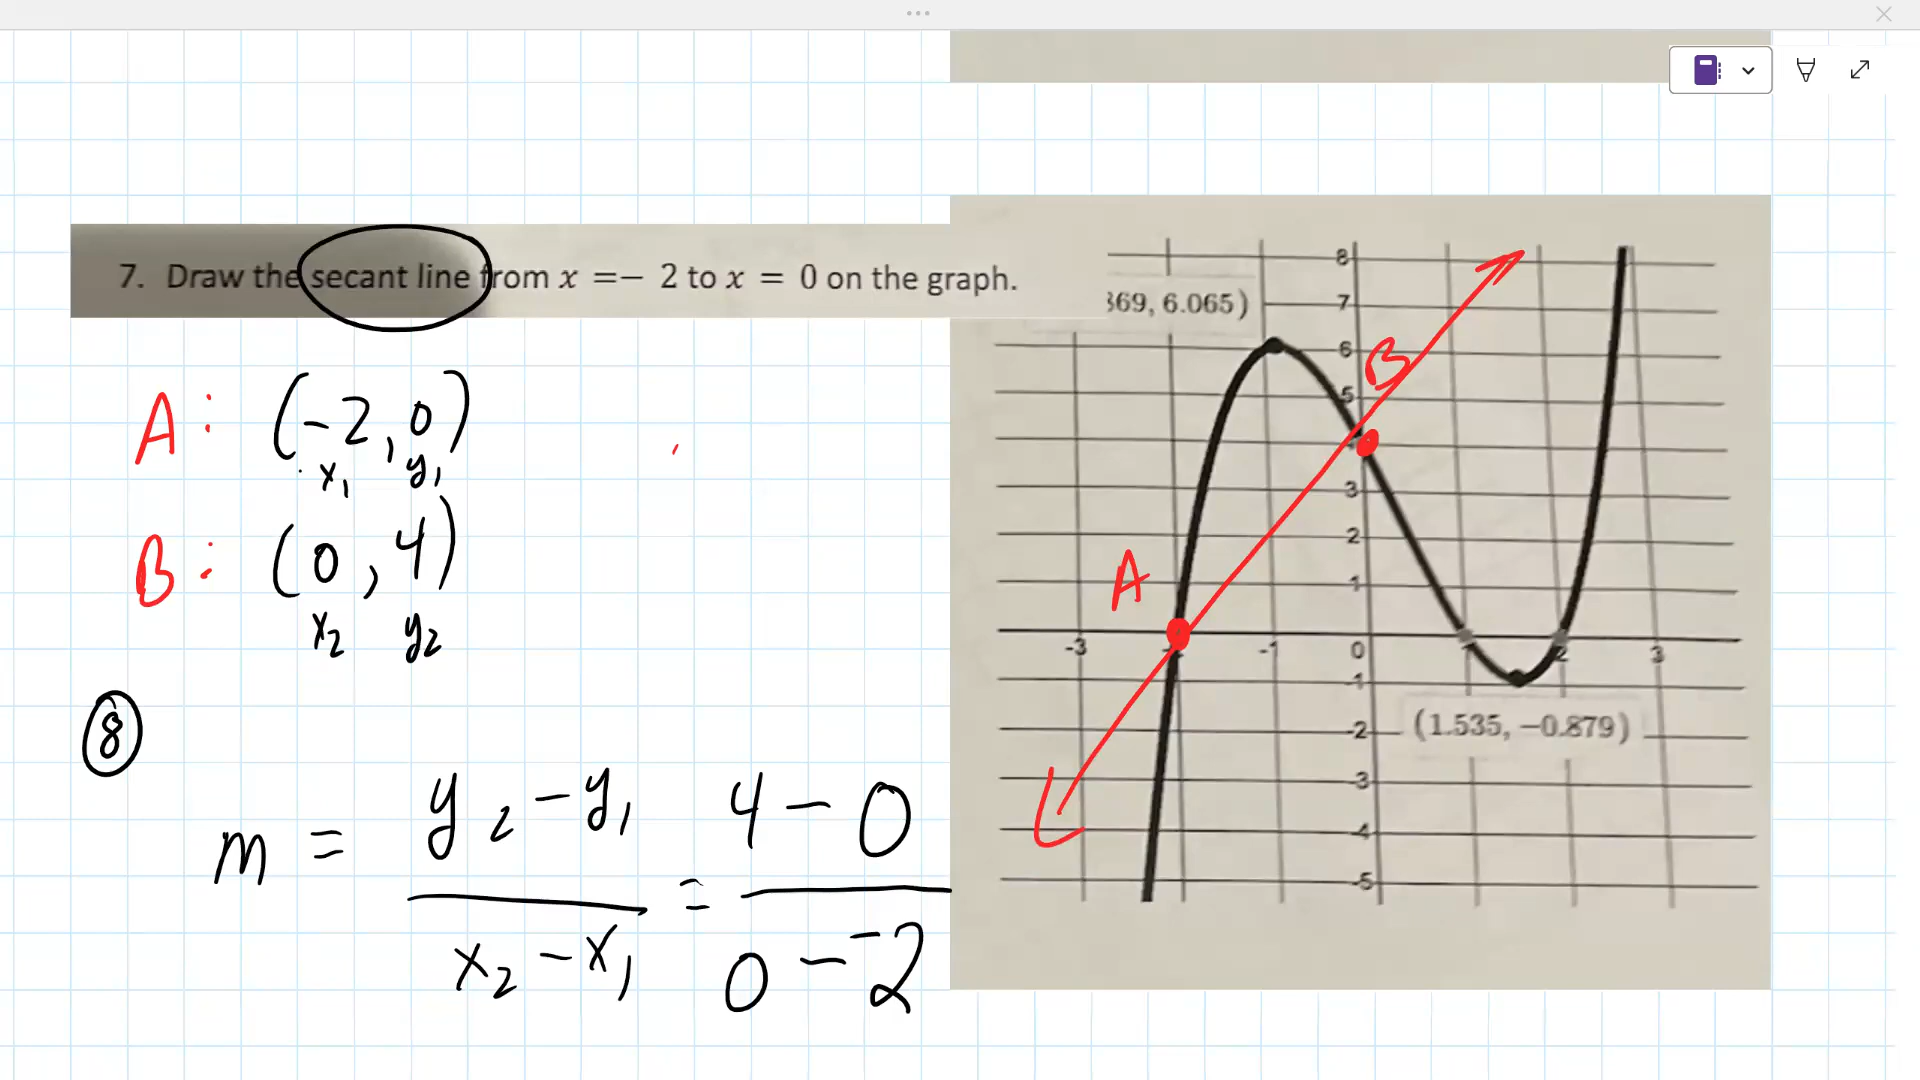 7. Draw the secant line from x =− 2 to x = 0 on the graph.
A: (-2, 0)
x1 y1
B: (0, 4)
x2 y2
8
m = y2 - y1 / x2 - x1 = 4 - 0 / 0 - -2
369, 6.065)
8
7
6
B
5
3
2
1
A
-3 -1 0 2 3
-1
-2
(1.535, −0.879)
-3
-4
-5